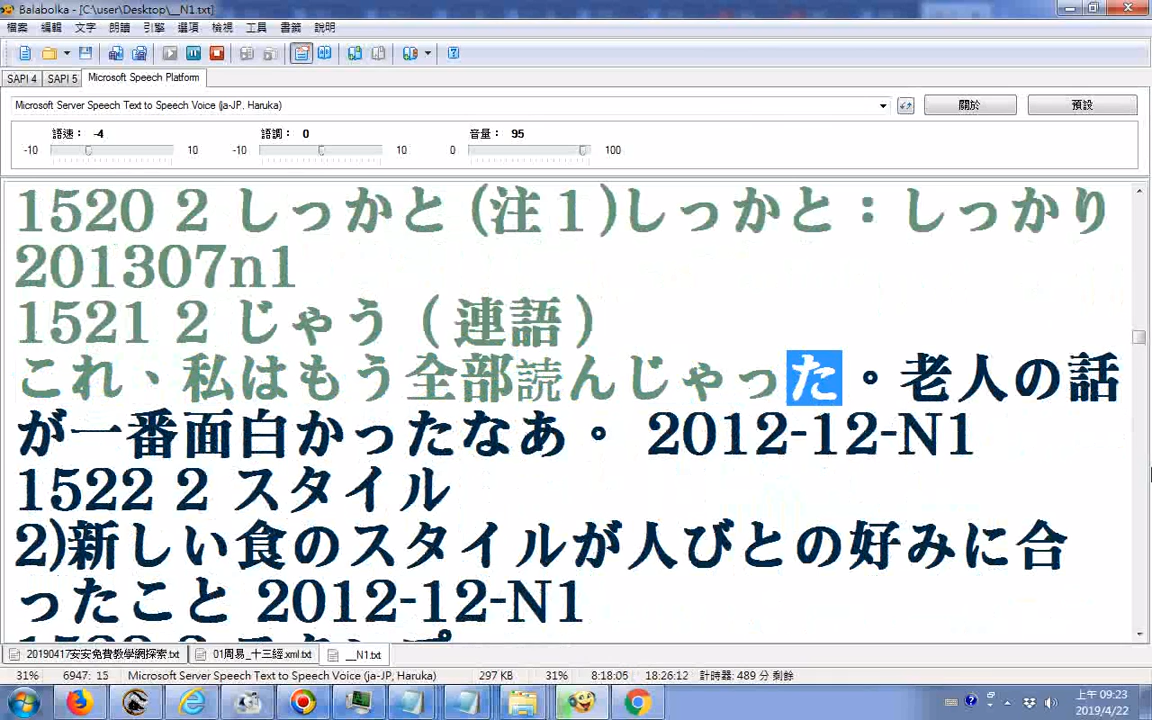 Balabolka - [C:\user\Desktop\__N1.txt]
檔案 編輯 文字 朗讀 引擎 選項 檢視 工具 書籤 說明
SAPI 4 SAPI 5 Microsoft Speech Platform
Microsoft Server Speech Text to Speech Voice (ja-JP, Haruka) 關於 預設
語速: -4 語調: 0 音量: 95
-10 10 -10 10 0 100
1520 2 しっかと (注１)しっかと：しっかり
201307n1
1521 2 じゃう（連語）
これ、私はもう全部読んじゃった。老人の話
が一番面白かったなあ。 2012-12-N1
1522 2 スタイル
2)新しい食のスタイルが人びとの好みに合
ったこと 2012-12-N1
20190417安安免費教學網探索.txt 01周易_十三經.xml.txt __N1.txt
31% 6947: 15 Microsoft Server Speech Text to Speech Voice (ja-JP, Haruka) 297 KB 31% 8:18:05 18:26:12 計時器: 489 分 剩餘
上午 09:23
2019/4/22